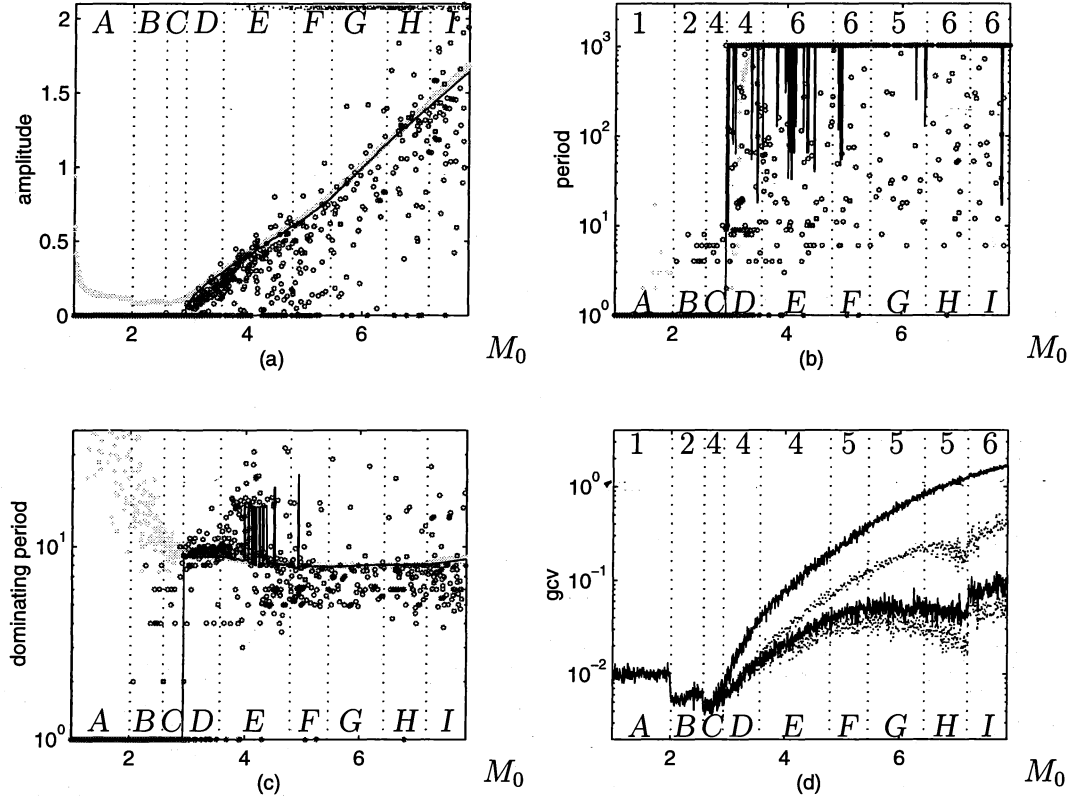 A B C D E F G H I
2
1.5
1
0.5
0
amplitude
2 4 6
(a)
M0
1 2 4 4 6 6 5 6 6
10^3
10^2
10^1
10^0
period
A B C D E F G H I
2 4 6
(b)
M0
10^1
10^0
dominating period
A B C D E F G H I
2 4 6
(c)
M0
1 2 4 4 4 5 5 5 6
10^0
10^-1
10^-2
gcv
A B C D E F G H I
2 4 6
(d)
M0